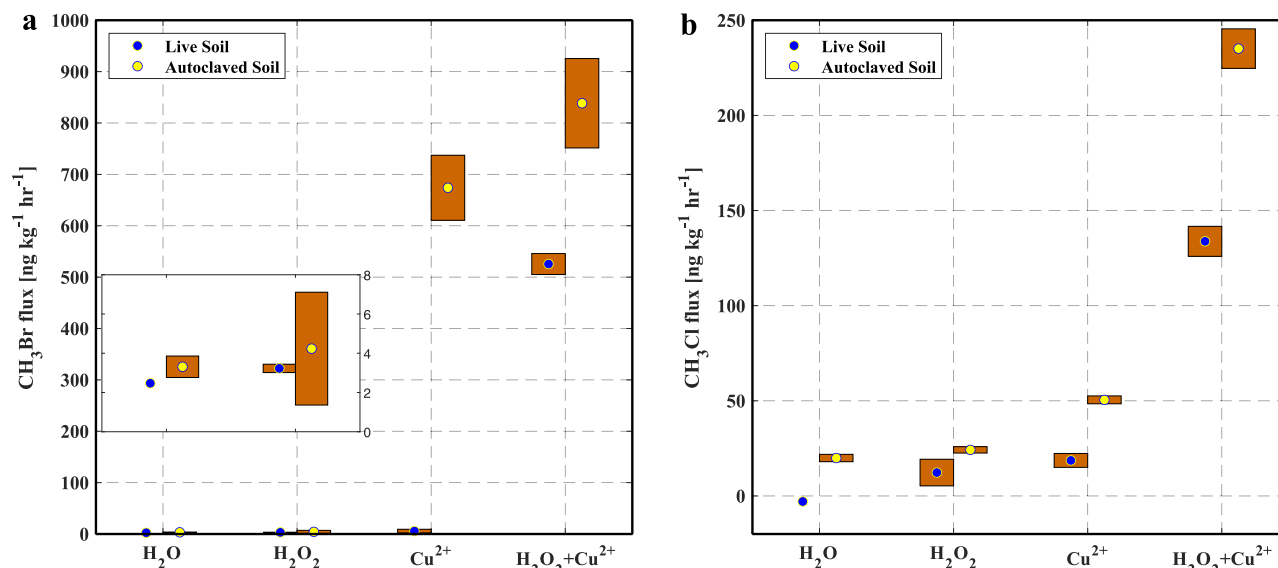 a
CH₃Br flux [ng kg⁻¹ hr⁻¹]
1000
900
800
700
600
500
400
300
200
100
0
Live Soil
Autoclaved Soil
8
6
4
2
0
H₂O
H₂O₂
Cu²⁺
H₂O₂+Cu²⁺
b
CH₃Cl flux [ng kg⁻¹ hr⁻¹]
250
200
150
100
50
0
Live Soil
Autoclaved Soil
H₂O
H₂O₂
Cu²⁺
H₂O₂+Cu²⁺